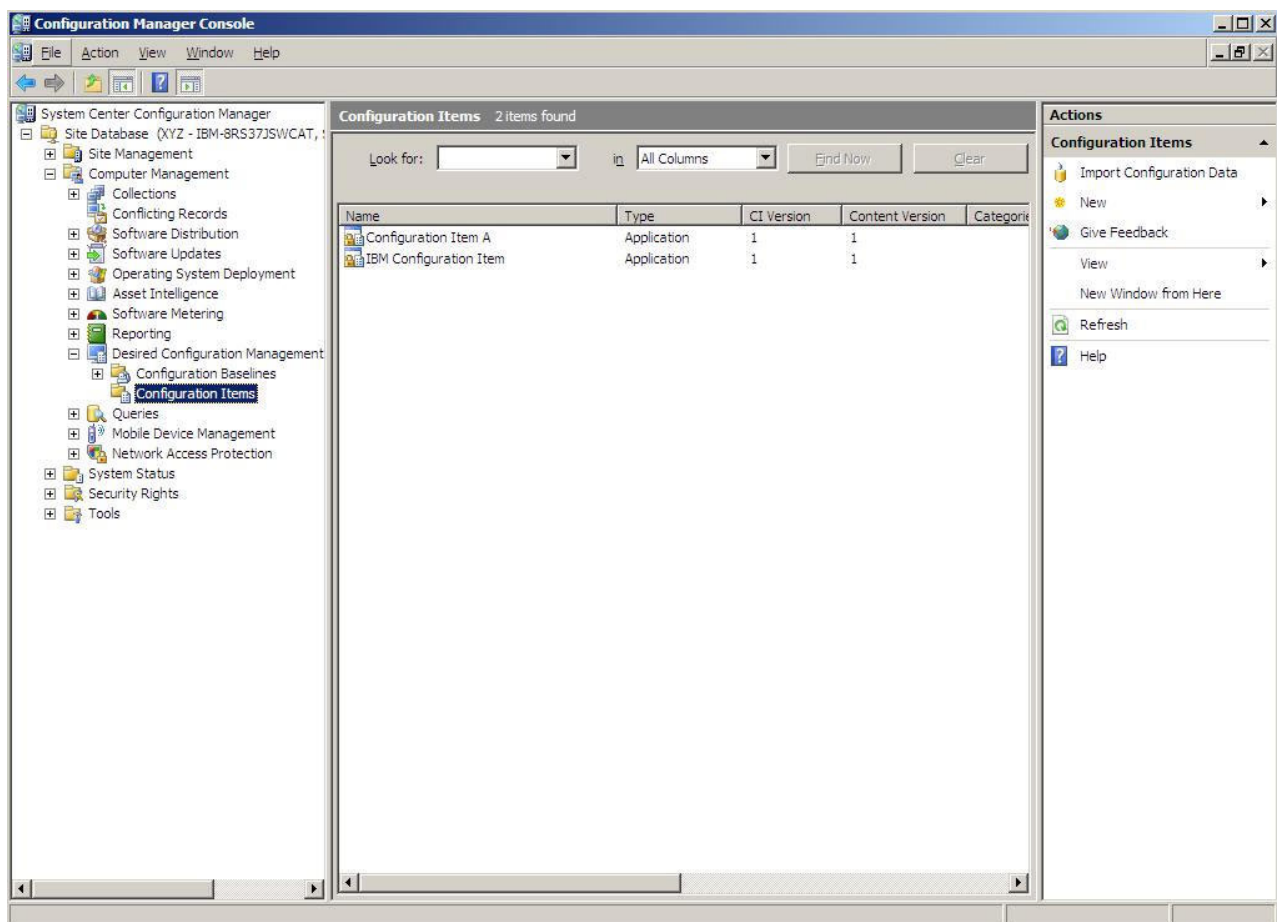 Configuration Manager Console
File Action View Window Help
System Center Configuration Manager
Site Database (XYZ - IBM-8RS37JSWCAT,
Site Management
Computer Management
Collections
Conflicting Records
Software Distribution
Software Updates
Operating System Deployment
Asset Intelligence
Software Metering
Reporting
Desired Configuration Management
Configuration Baselines
Configuration Items
Queries
Mobile Device Management
Network Access Protection
System Status
Security Rights
Tools
Configuration Items 2 items found
Look for: in All Columns Find Now Clear
Name Type CI Version Content Version Categorie
Configuration Item A Application 1 1
IBM Configuration Item Application 1 1
Actions
Configuration Items
Import Configuration Data
New
Give Feedback
View
New Window from Here
Refresh
Help